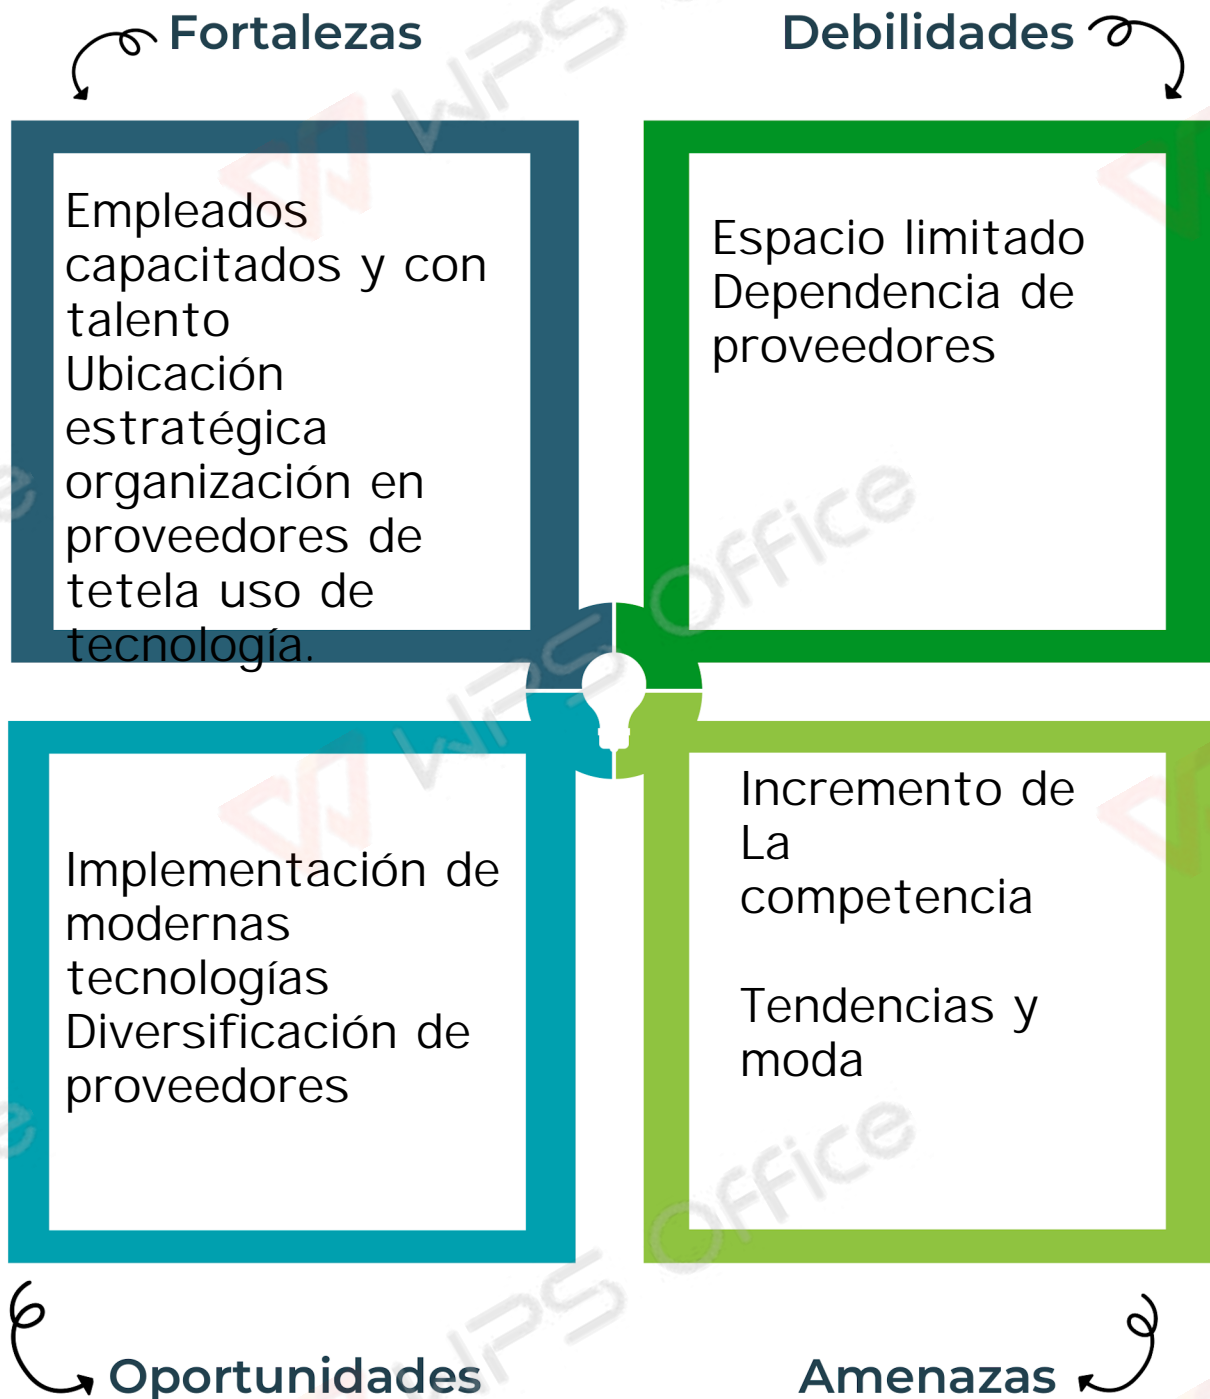 Fortalezas
Empleados
capacitados y con
talento
Ubicación
estratégica
organización en
proveedores de
tetela uso de
tecnología.
Debilidades
Espacio limitado
Dependencia de
proveedores
Implementación de
modernas
tecnologías
Diversificación de
proveedores
Oportunidades
Incremento de
La
competencia
Tendencias y
moda
Amenazas
WPS Office
WPS Office
WPS Office